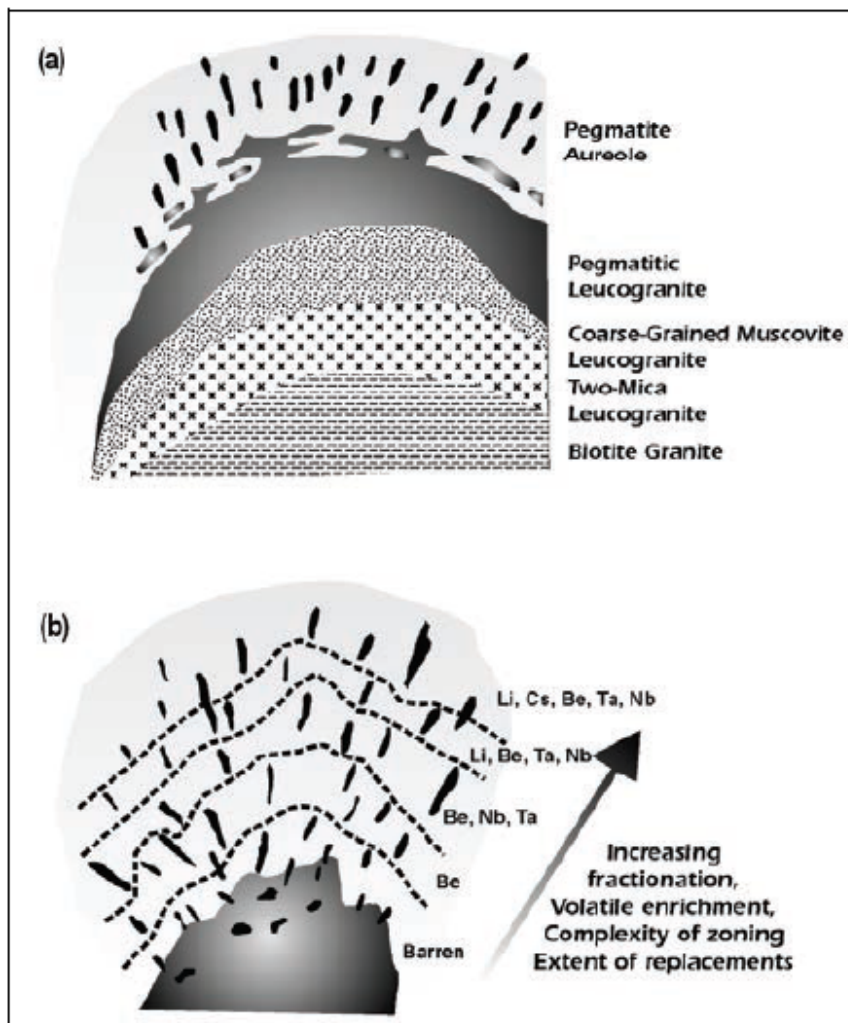 (a)
Pegmatite
Aureole
Pegmatitic
Leucogranite
Coarse-Grained Muscovite
Leucogranite
Two-Mica
Leucogranite
Biotite Granite
(b)
Li, Cs, Be, Ta, Nb
Li, Be, Ta, Nb
Be, Nb, Ta
Be
Barren
Increasing
fractionation,
Volatile enrichment,
Complexity of zoning
Extent of replacements